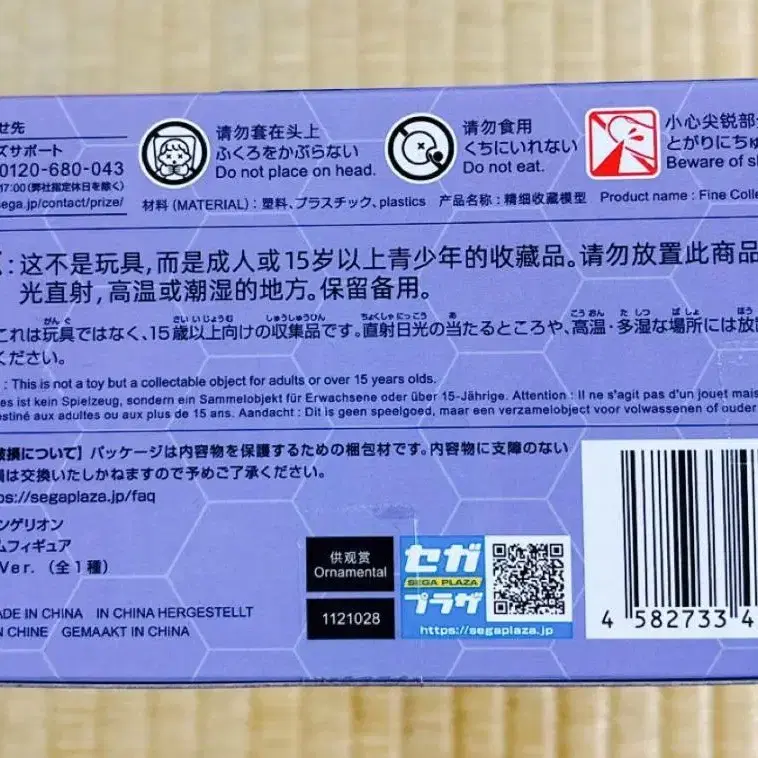 せ先
ズサポート
0120-680-043
17:00 (弊社指定休日を除く)
sega.jp/contact/prize/
请勿套在头上
ふくろをかぶらない
Do not place on head.
请勿食用
くちにいれない
Do not eat.
小心尖锐部
とがりにちゅ
Beware of s
材料 (MATERIAL) : 塑料、プラスチック、plastics
产品名称 : 精细收藏模型
Product name : Fine Colle
: 这不是玩具,而是成人或15岁以上青少年的收藏品。请勿放置此商品
光直射,高温或潮湿的地方。保留备用。
これは玩具ではなく、15歳以上向けの収集品です。直射日光の当たるところや、高温・多湿な場所には放置
ください。
: This is not a toy but a collectable object for adults or over 15 years olds.
es ist kein Spielzeug, sondern ein Sammelobjekt für Erwachsene oder über 15-Jährige. Attention : Il ne s'agit pas d'un jouet mais
estiné aux adultes ou aux plus de 15 ans. Aandacht : Dit is geen speelgoed, maar een verzamelobject voor volwassenen of ouder
破損について】パッケージは内容物を保護するための梱包材です。内容物に支障のない
損は交換いたしかねますので予めご了承ください。
ps://segaplaza.jp/faq
ンゲリオン
ムフィギュア
Ver. (全1種)
供观赏
Ornamental
1121028
セガ
SEGA PLAZA
プラザ
https://segaplaza.jp
ADE IN CHINA IN CHINA HERGESTELLT
N CHINE GEMAAKT IN CHINA
4 582733 4